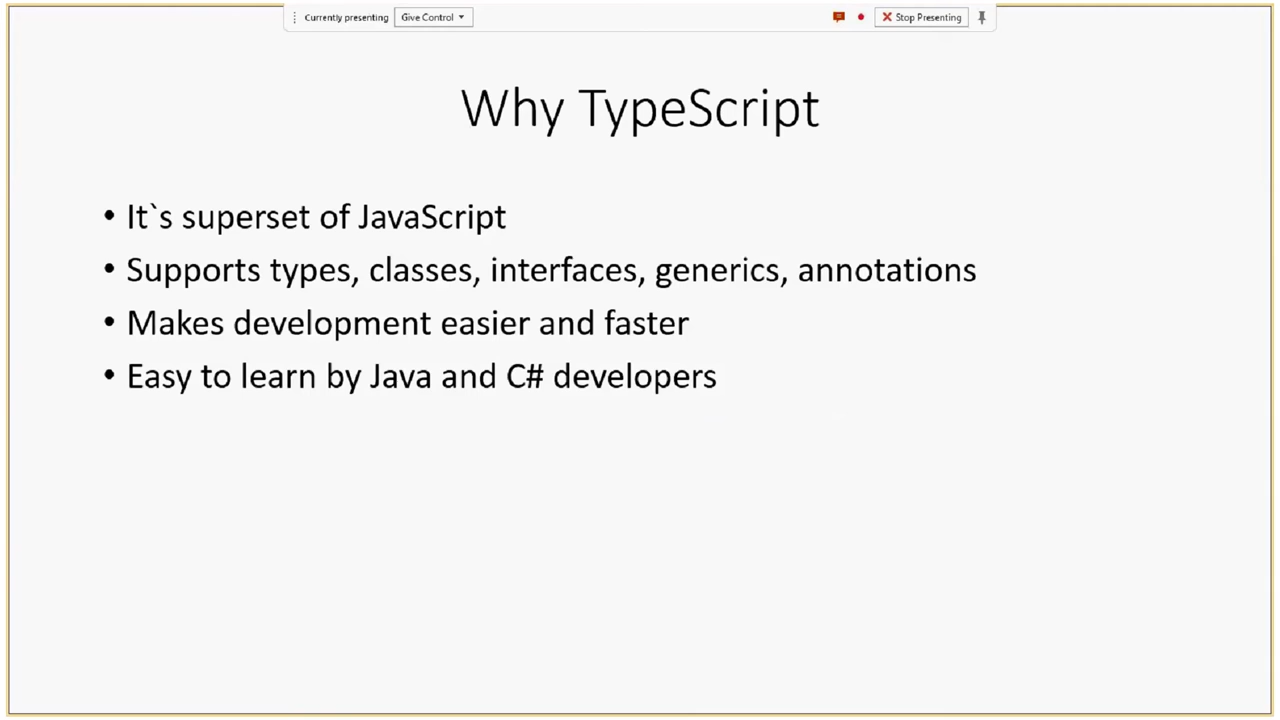 Currently presenting Give Control Stop Presenting
Why TypeScript
• It`s superset of JavaScript
• Supports types, classes, interfaces, generics, annotations
• Makes development easier and faster
• Easy to learn by Java and C# developers